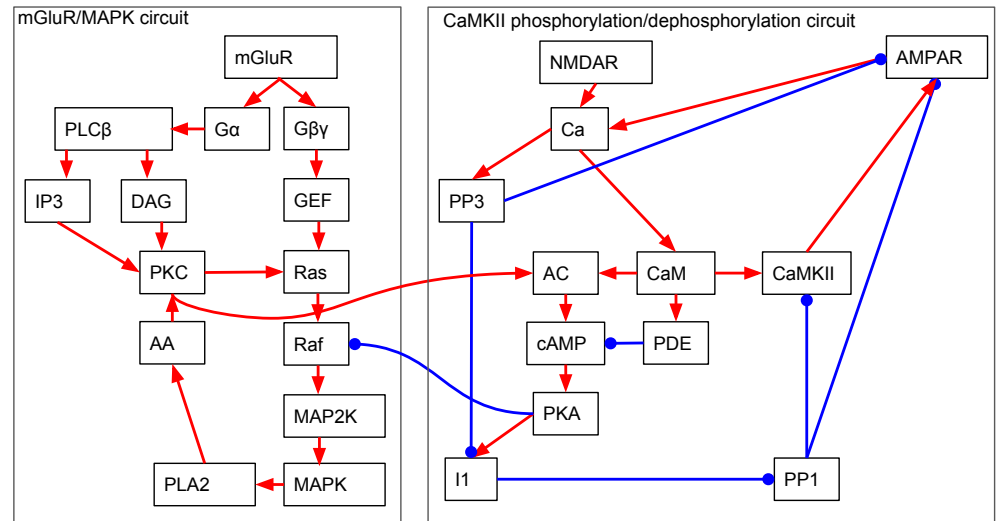 mGluR/MAPK circuit
mGluR
PLCβ
Gα
Gβγ
IP3
DAG
GEF
PKC
Ras
AA
Raf
MAP2K
PLA2
MAPK
CaMKII phosphorylation/dephosphorylation circuit
NMDAR
AMPAR
Ca
PP3
AC
CaM
CaMKII
cAMP
PDE
PKA
I1
PP1